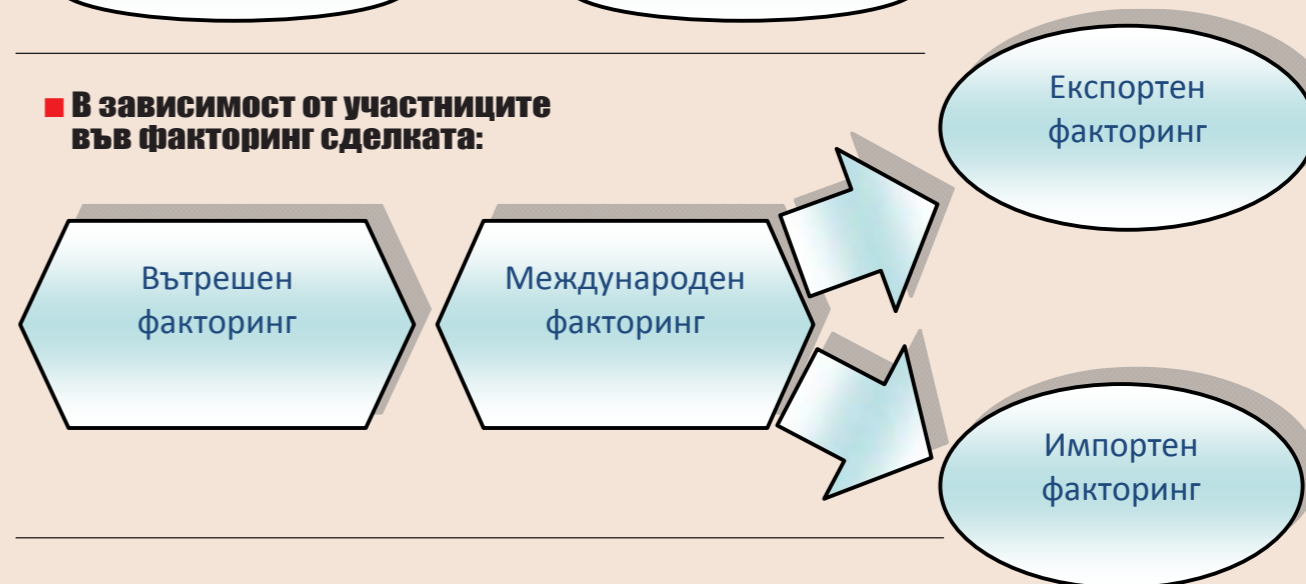 В зависимост от участниците
във факторинг сделката:
Вътрешен
факторинг
Международен
факторинг
Експортен
факторинг
Импортен
факторинг